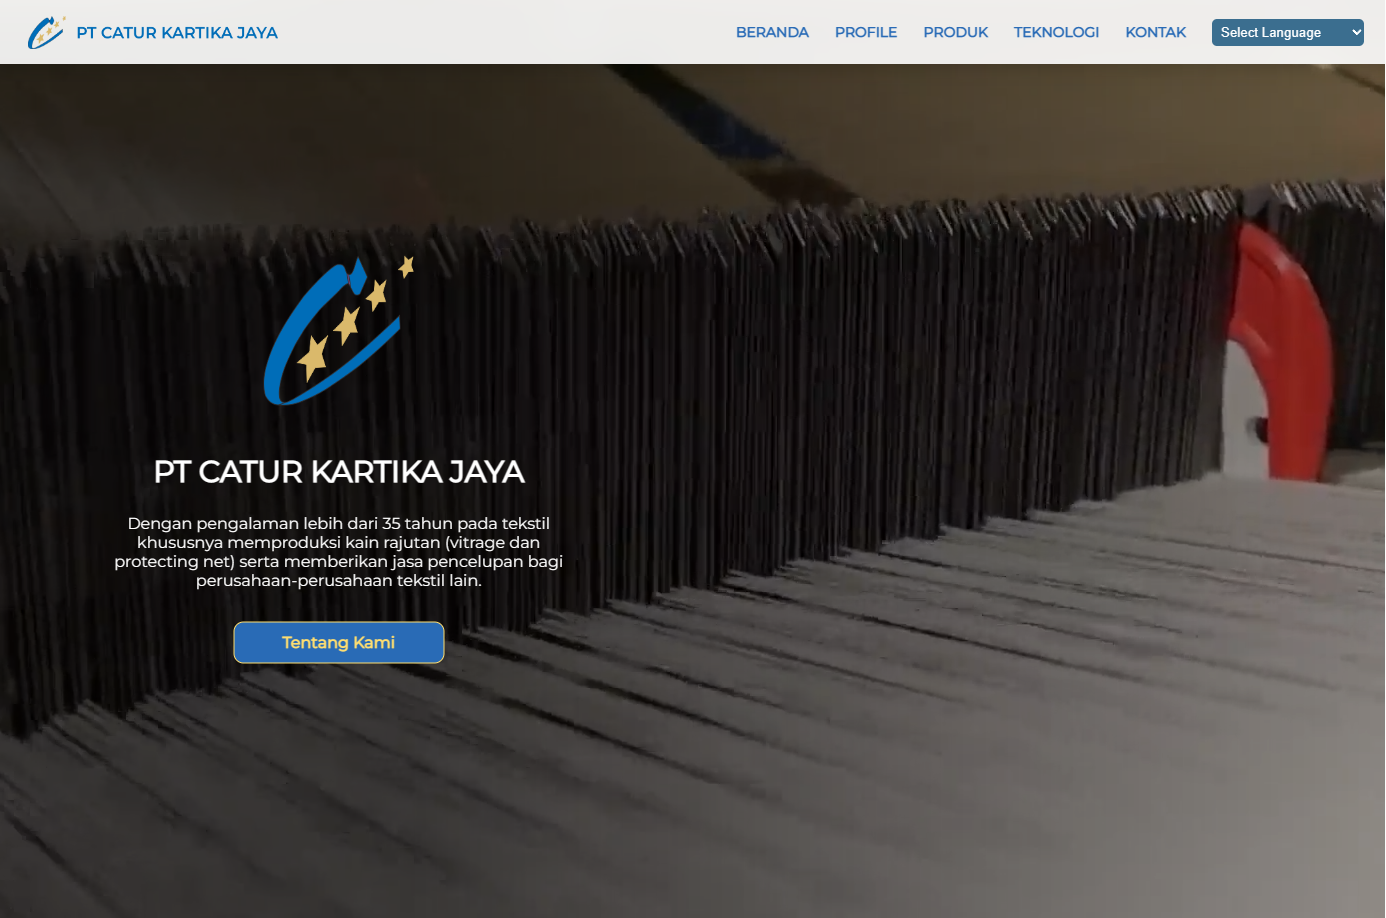 PT CATUR KARTIKA JAYA
BERANDA PROFILE PRODUK TEKNOLOGI KONTAK Select Language
PT CATUR KARTIKA JAYA
Dengan pengalaman lebih dari 35 tahun pada tekstil
khususnya memproduksi kain rajutan (vitrage dan
protecting net) serta memberikan jasa pencelupan bagi
perusahaan-perusahaan tekstil lain.
Tentang Kami